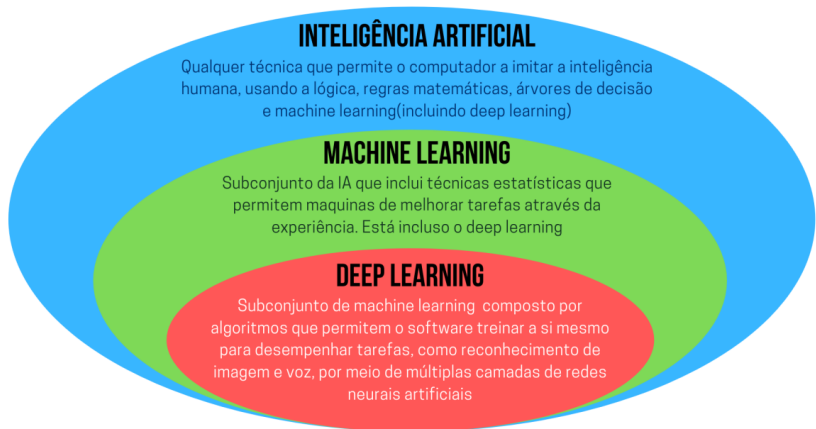 INTELIGÊNCIA ARTIFICIAL
Qualquer técnica que permite o computador a imitar a inteligência
humana, usando a lógica, regras matemáticas, árvores de decisão
e machine learning(incluindo deep learning)
MACHINE LEARNING
Subconjunto da IA que inclui técnicas estatísticas que
permitem maquinas de melhorar tarefas através da
experiência. Está incluso o deep learning
DEEP LEARNING
Subconjunto de machine learning composto por
algoritmos que permitem o software treinar a si mesmo
para desempenhar tarefas, como reconhecimento de
imagem e voz, por meio de múltiplas camadas de redes
neurais artificiais